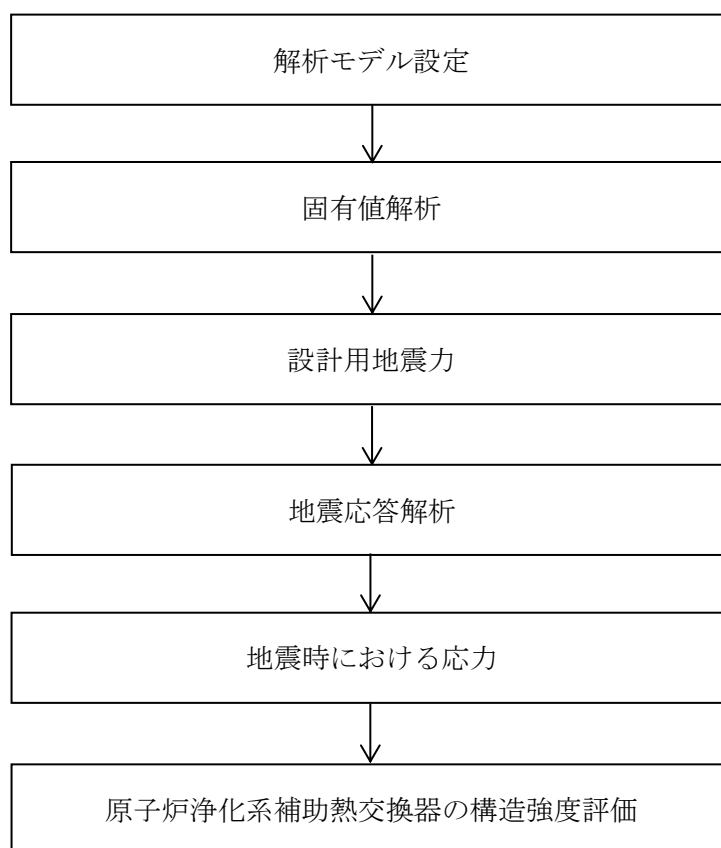 解析モデル設定
固有値解析
設計用地震力
地震応答解析
地震時における応力
原子炉浄化系補助熱交換器の構造強度評価